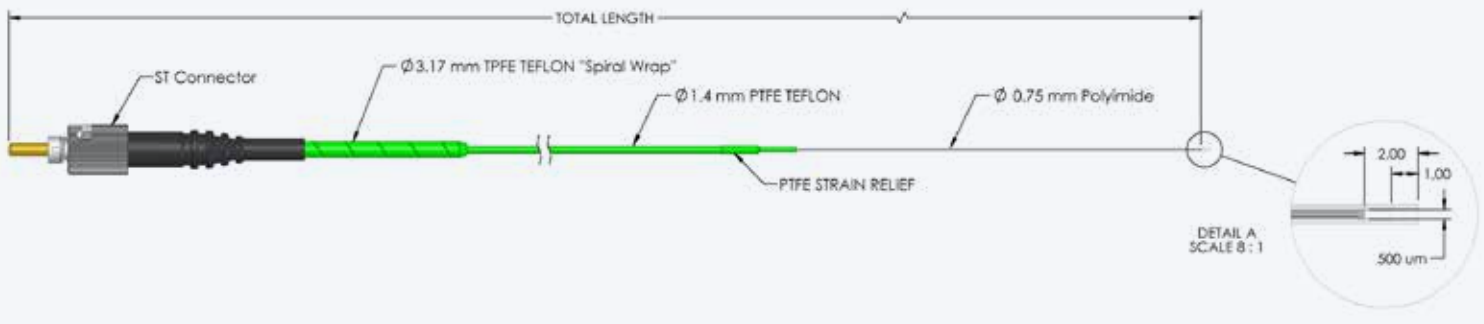 TOTAL LENGTH
ST Connector
Ø3.17 mm TPFE TEFLON "Spiral Wrap"
Ø1.4 mm PTFE TEFLON
Ø 0.75 mm Polyimide
PTFE STRAIN RELIEF
2.00
1.00
DETAIL A
SCALE 8 : 1
500 um